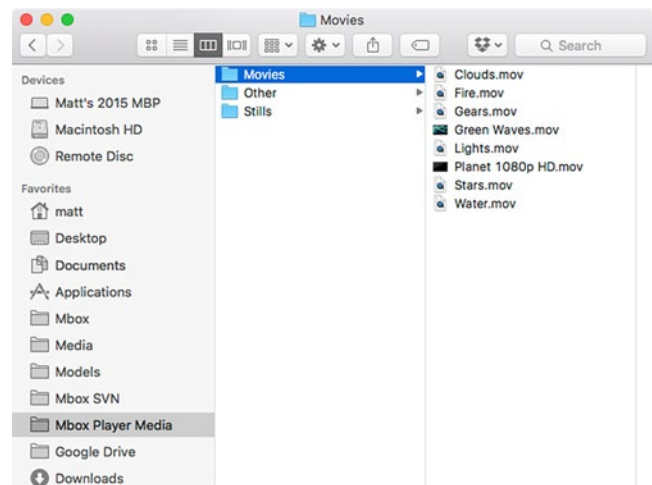 Movies
Search
Devices
Matt's 2015 MBP
Macintosh HD
Remote Disc
Favorites
matt
Desktop
Documents
Applications
Mbox
Media
Models
Mbox SVN
Mbox Player Media
Google Drive
Downloads
Movies
Other
Stills
Clouds.mov
Fire.mov
Gears.mov
Green Waves.mov
Lights.mov
Planet 1080p HD.mov
Stars.mov
Water.mov